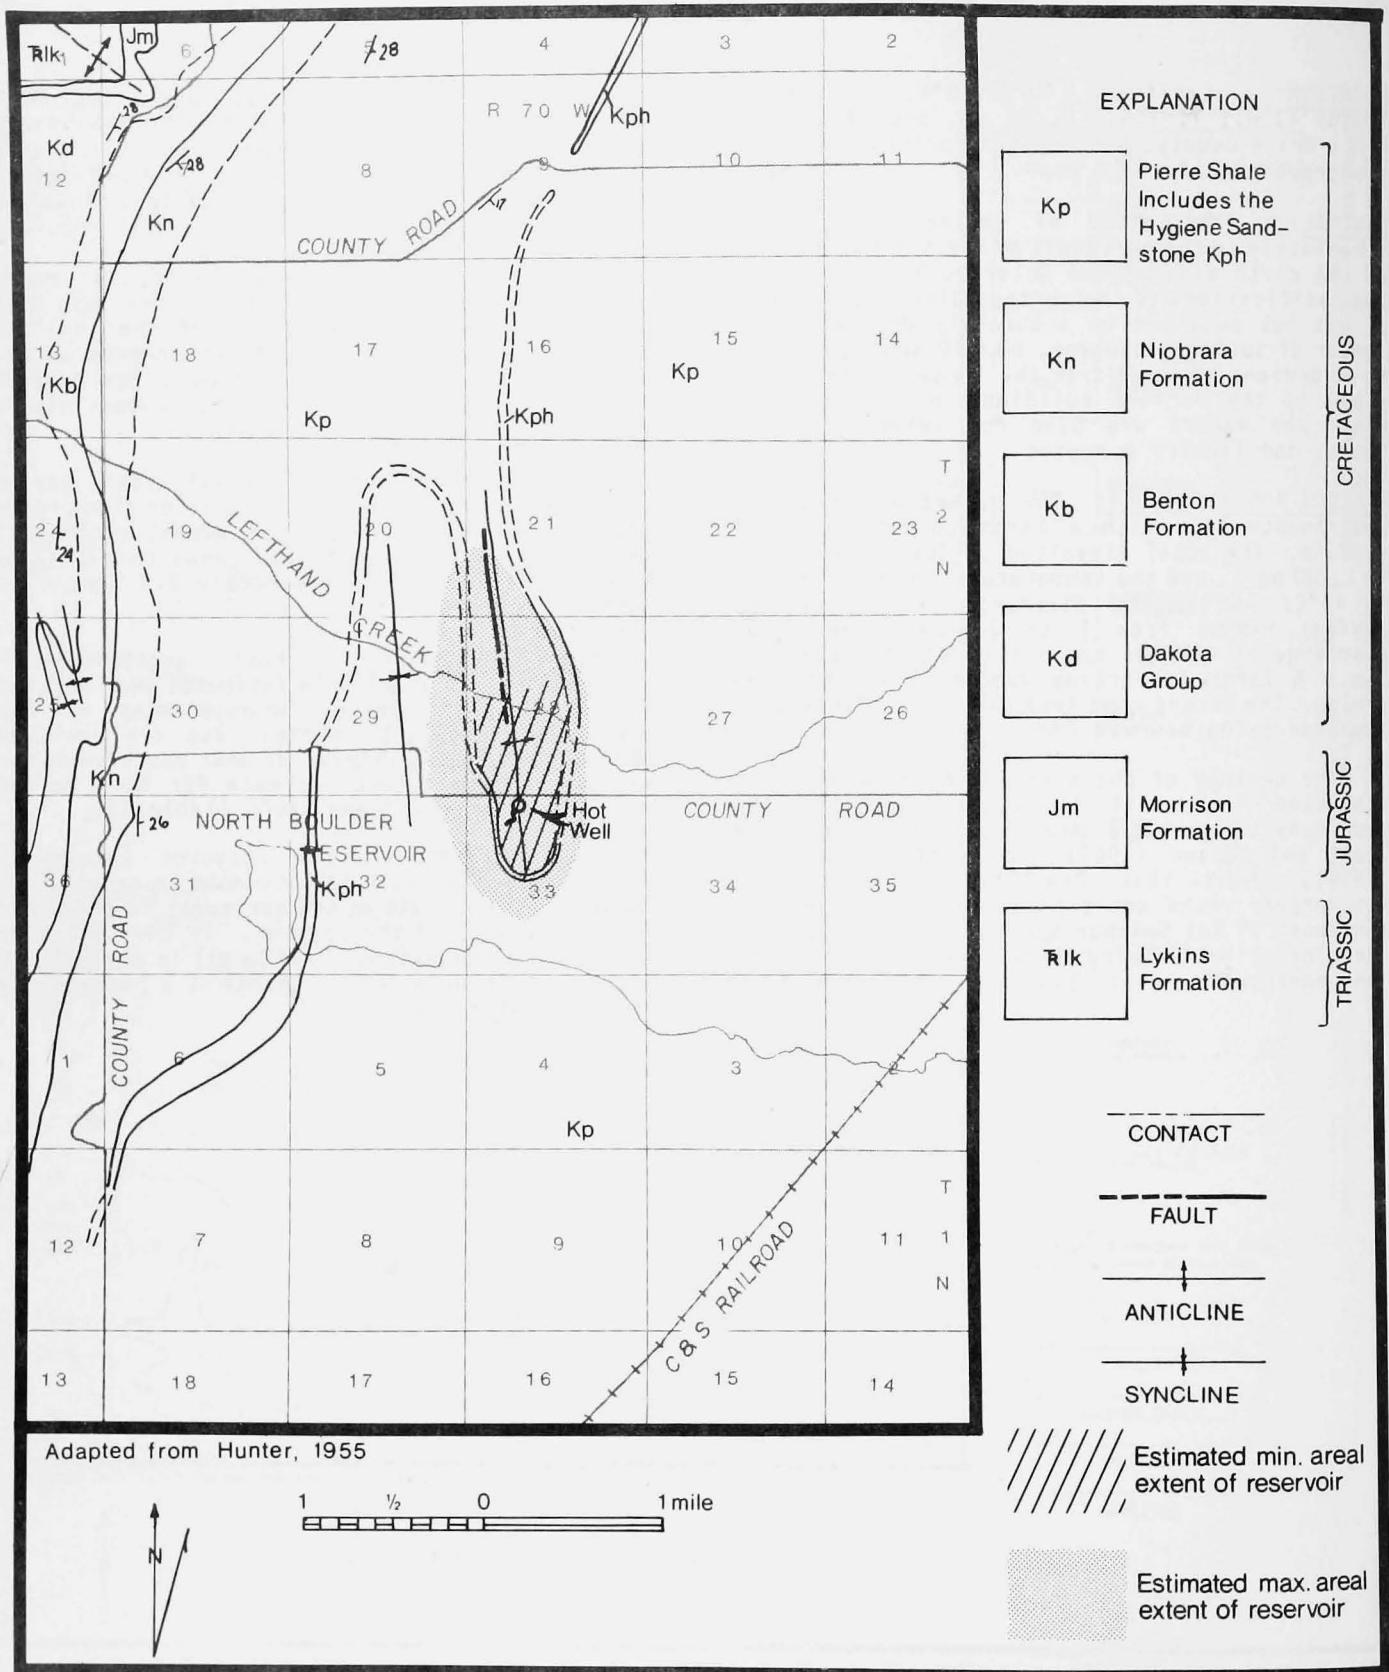 Jm
6
5
28
4
3
2
TRlk
R 70 W
Kph
28
Kd
28
12
8
9
10
11
17
Kn
COUNTY ROAD
13
18
17
16
15
14
Kb
Kp
Kp
Kph
T
24
19
20
21
22
23
24
2
LEFTHAND
N
CREEK
25
30
29
28
27
26
Kn
26
NORTH BOULDER
Hot
Well
COUNTY ROAD
RESERVOIR
36
31
Kph
32
33
34
35
COUNTY ROAD
1
6
5
4
3
2
Kp
T
12
7
8
9
10
11
1
N
C & S RAILROAD
13
18
17
16
15
14
EXPLANATION
Kp
Pierre Shale
Includes the
Hygiene Sand-
stone Kph
Kn
Niobrara
Formation
Kb
Benton
Formation
Kd
Dakota
Group
CRETACEOUS
Jm
Morrison
Formation
JURASSIC
TRlk
Lykins
Formation
TRIASSIC
CONTACT
FAULT
ANTICLINE
SYNCLINE
Estimated min. areal
extent of reservoir
Estimated max. areal
extent of reservoir
Adapted from Hunter, 1955
1 ½ 0 1 mile
N